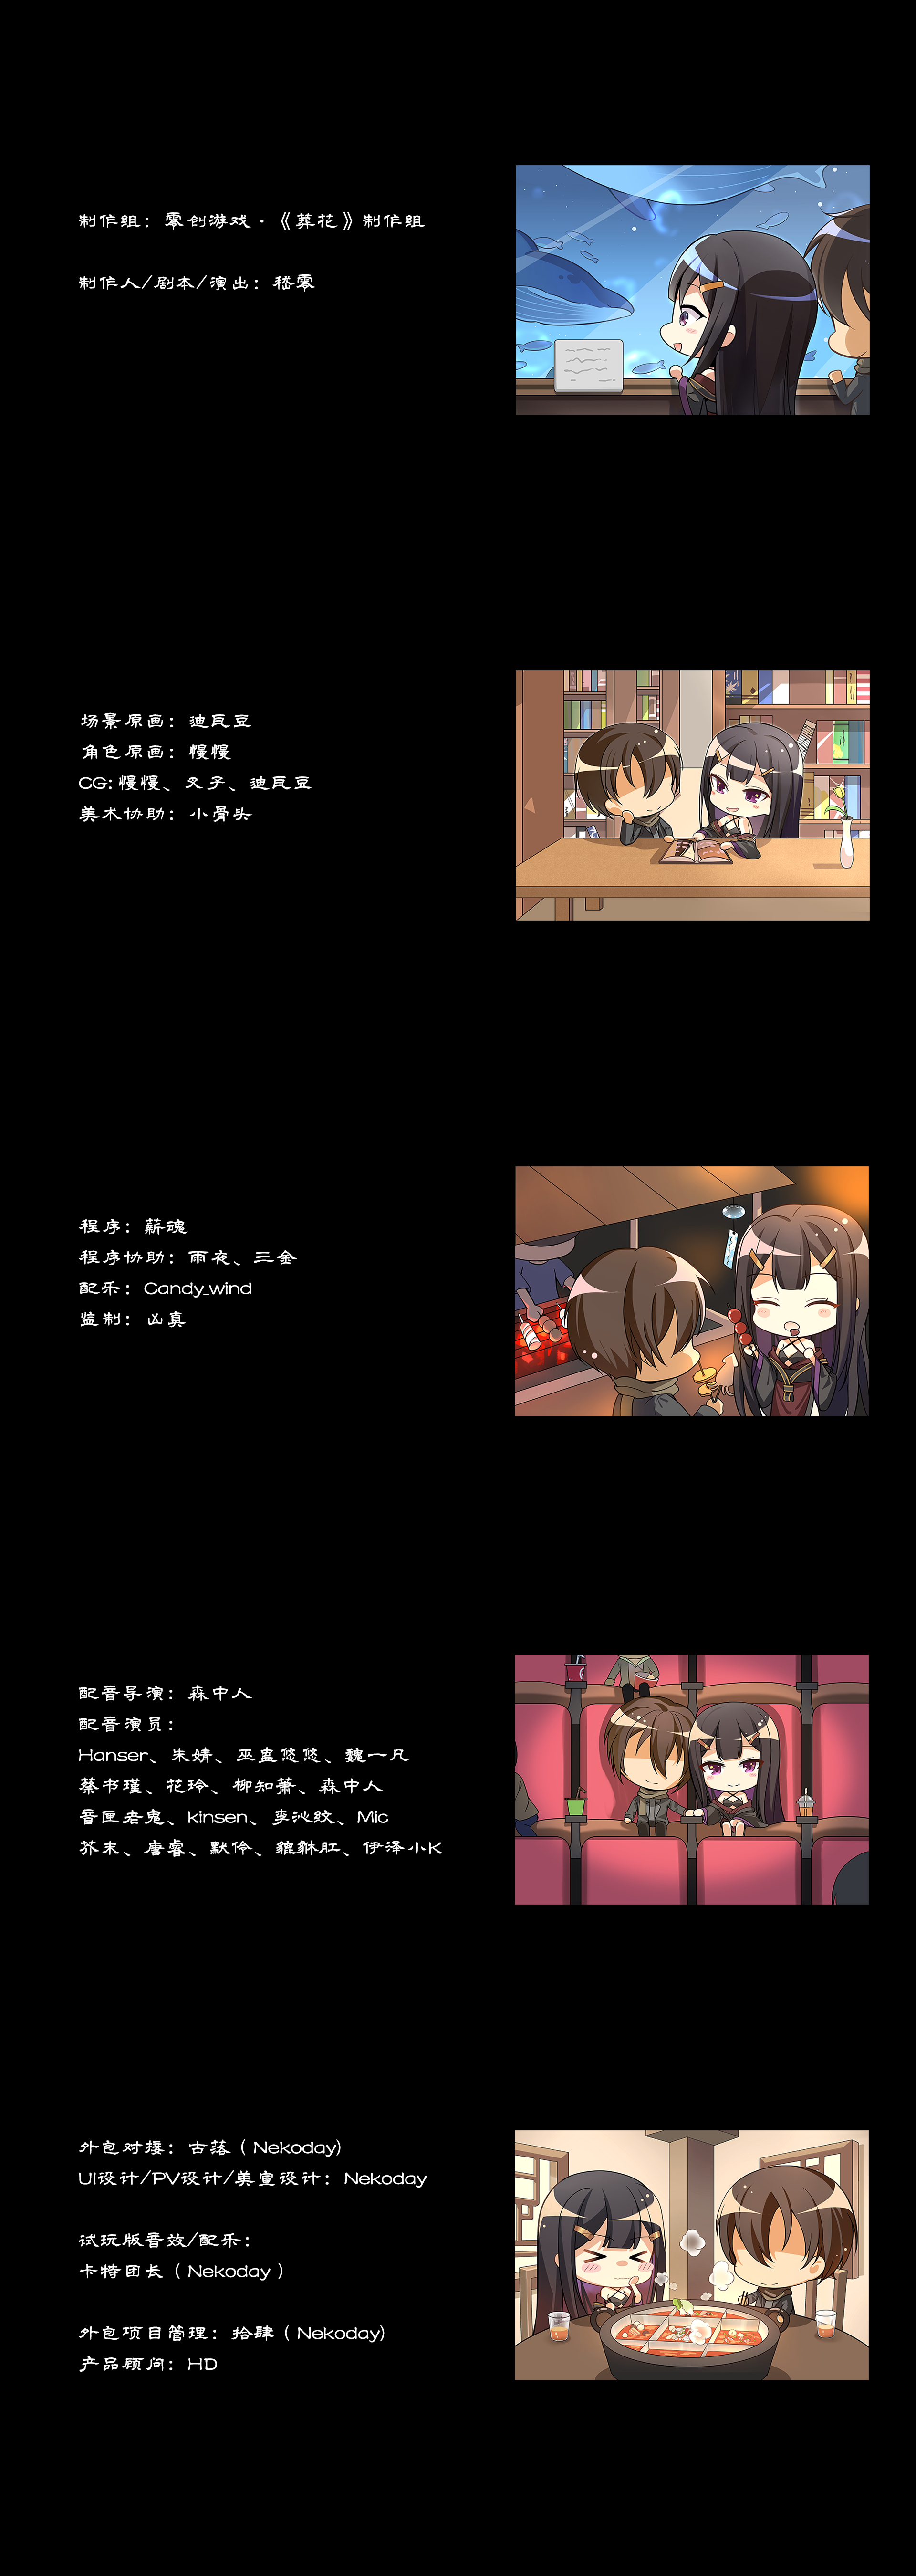 制作组：零创游戏·《葬花》制作组
制作人/剧本/演出：嵇零
场景原画：迪巨豆
角色原画：慢慢
CG: 慢慢、夊子、迪巨豆
美术协助：小骨头
程序：薪魂
程序协助：雨夜、三金
配乐：Candy_wind
监制：凶真
配音导演：森中人
配音演员：
Hanser、朱婧、巫蛊悠悠、魏一凡
蔡书瑾、花玲、柳知萧、森中人
音匣老鬼、kinsen、李沁纹、Mic
芥末、唐睿、默伶、貔貅肛、伊泽小K
外包对接：古落（Nekoday)
UI设计/PV设计/美宣设计：Nekoday
试玩版音效/配乐：
卡特团长（Nekoday）
外包项目管理：拾肆（Nekoday)
产品顾问：HD